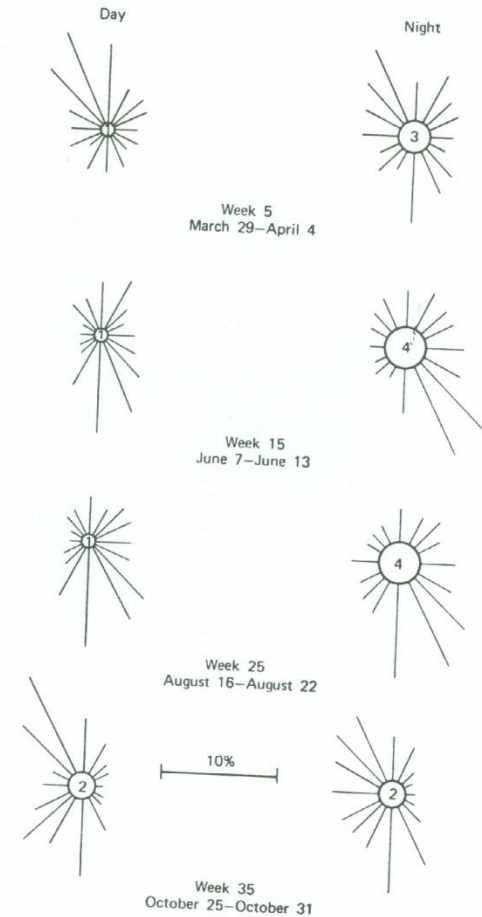 Day
Night
1
3
Week 5
March 29–April 4
1
4
Week 15
June 7–June 13
1
4
Week 25
August 16–August 22
10%
2
2
Week 35
October 25–October 31